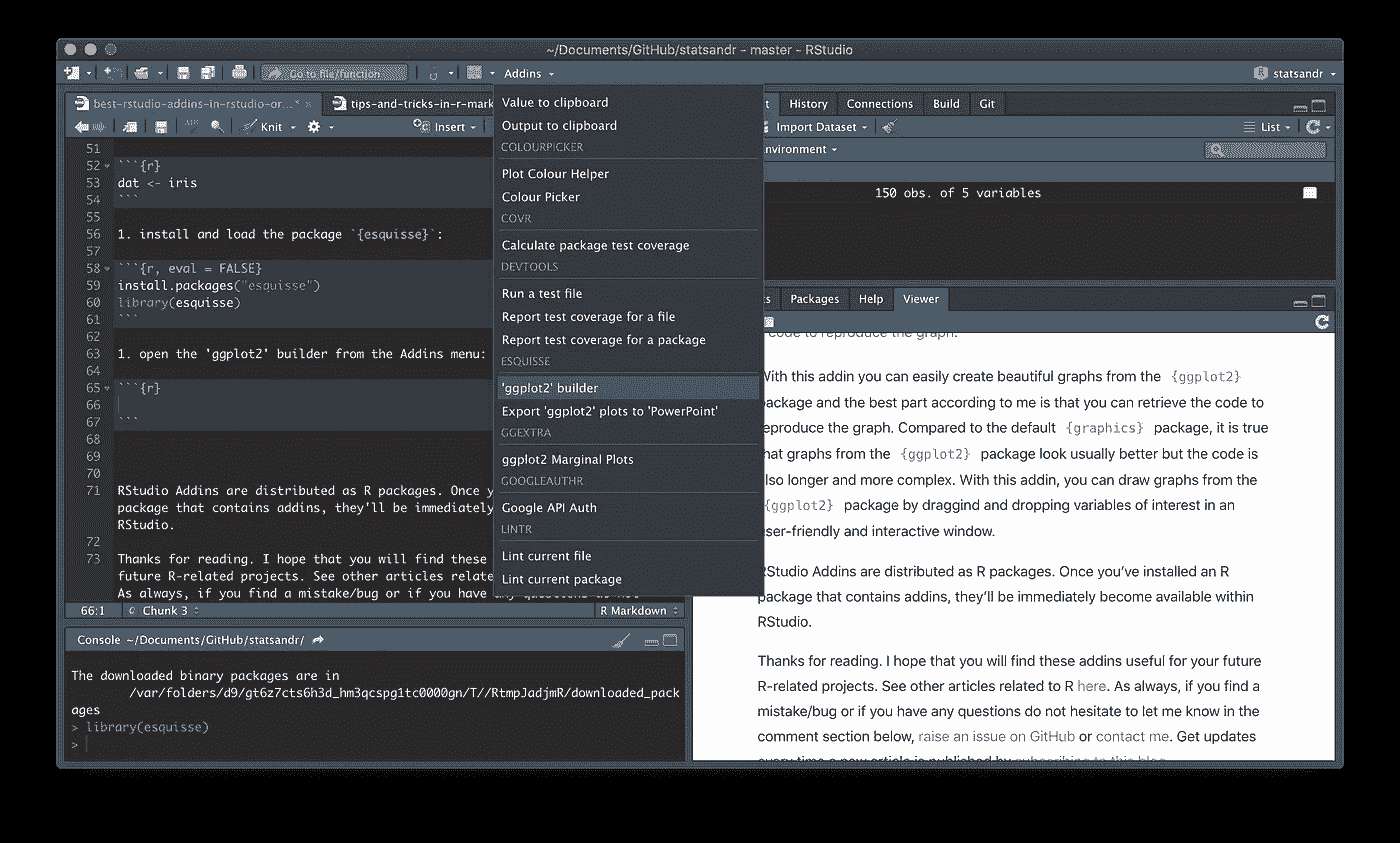 ~/Documents/GitHub/statsandr - master - RStudio
Go to file/function
Addins
statsandr
best-rstudio-addins-in-rstudio-or...*
tips-and-tricks-in-r-mark
Knit
Insert
51
52 ```{r}
53 dat <- iris
54 ```
55
56 1. install and load the package `{esquisse}`:
57
58 ```{r, eval = FALSE}
59 install.packages("esquisse")
60 library(esquisse)
61 ```
62
63 1. open the 'ggplot2' builder from the Addins menu:
64
65 ```{r}
66
67 ```
68
69
70
71 RStudio Addins are distributed as R packages. Once y
package that contains addins, they'll be immediately
RStudio.
72
73 Thanks for reading. I hope that you will find these
future R-related projects. See other articles relate
As always, if you find a mistake/bug or if you have any questions do not
66:1
Chunk 3
R Markdown
Console ~/Documents/GitHub/statsandr/
The downloaded binary packages are in
/var/folders/d9/gt6z7cts6h3d_hm3qcspg1tc0000gn/T//RtmpJadjmR/downloaded_pack
ages
> library(esquisse)
>
Value to clipboard
Output to clipboard
COLOURPICKER
Plot Colour Helper
Colour Picker
COVR
Calculate package test coverage
DEVTOOLS
Run a test file
Report test coverage for a file
Report test coverage for a package
ESQUISSE
'ggplot2' builder
Export 'ggplot2' plots to 'PowerPoint'
GGEXTRA
ggplot2 Marginal Plots
GOOGLEAUTHR
Google API Auth
LINTR
Lint current file
Lint current package
t
History
Connections
Build
Git
Import Dataset
List
nvironment
150 obs. of 5 variables
s
Packages
Help
Viewer
code to reproduce the graph.
With this addin you can easily create beautiful graphs from the {ggplot2}
package and the best part according to me is that you can retrieve the code to
reproduce the graph. Compared to the default {graphics} package, it is true
that graphs from the {ggplot2} package look usually better but the code is
also longer and more complex. With this addin, you can draw graphs from the
{ggplot2} package by draggind and dropping variables of interest in an
user-friendly and interactive window.
RStudio Addins are distributed as R packages. Once you've installed an R
package that contains addins, they'll be immediately become available within
RStudio.
Thanks for reading. I hope that you will find these addins useful for your future
R-related projects. See other articles related to R here. As always, if you find a
mistake/bug or if you have any questions do not hesitate to let me know in the
comment section below, raise an issue on GitHub or contact me. Get updates
every time a new article is published by subscribing to this blog.